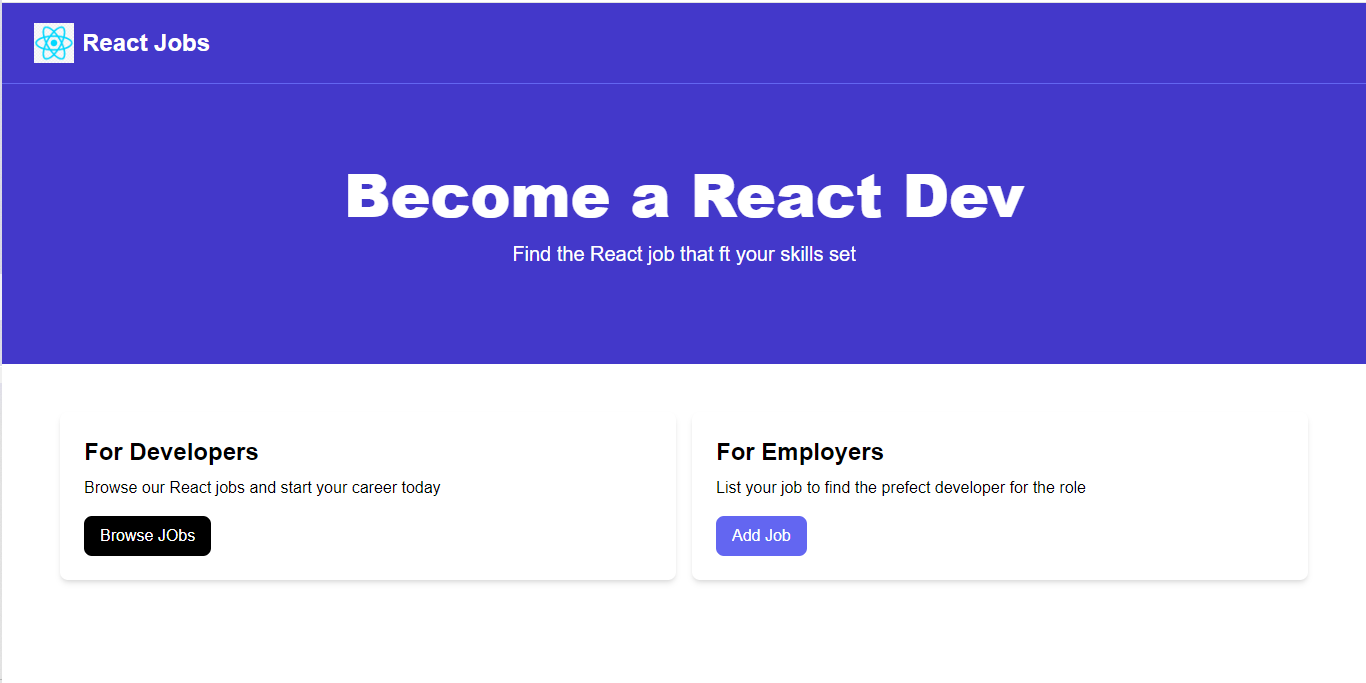 React Jobs
Become a React Dev
Find the React job that ft your skills set
For Developers
Browse our React jobs and start your career today
Browse JObs
For Employers
List your job to find the prefect developer for the role
Add Job